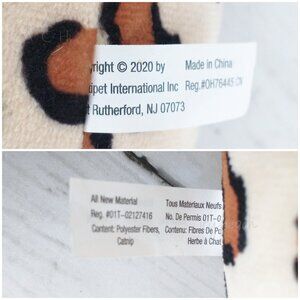 yright © 2020 by Made in China
pet International Inc Reg.#OH76445 CN
Rutherford, NJ 07073
All New Material Tous Materiaux Neufs
Reg. #01T-02127416 No. De Permis 01T-0
Content: Polyester Fibers, Contenu: Fibres De Po
Catnip Herbe à Chat